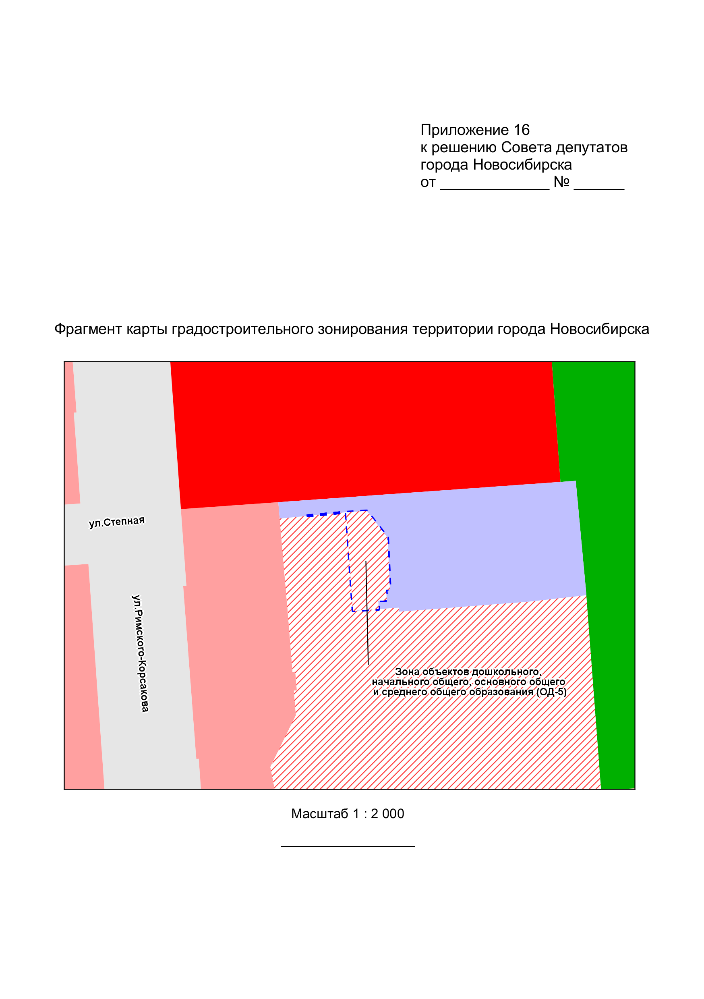 Приложение 16
к решению Совета депутатов
города Новосибирска
от _____________ № ______
Фрагмент карты градостроительного зонирования территории города Новосибирска
ул.Степная
ул.Римского-Корсакова
Зона объектов дошкольного,
начального общего, основного общего
и среднего общего образования (ОД-5)
Масштаб 1 : 2 000